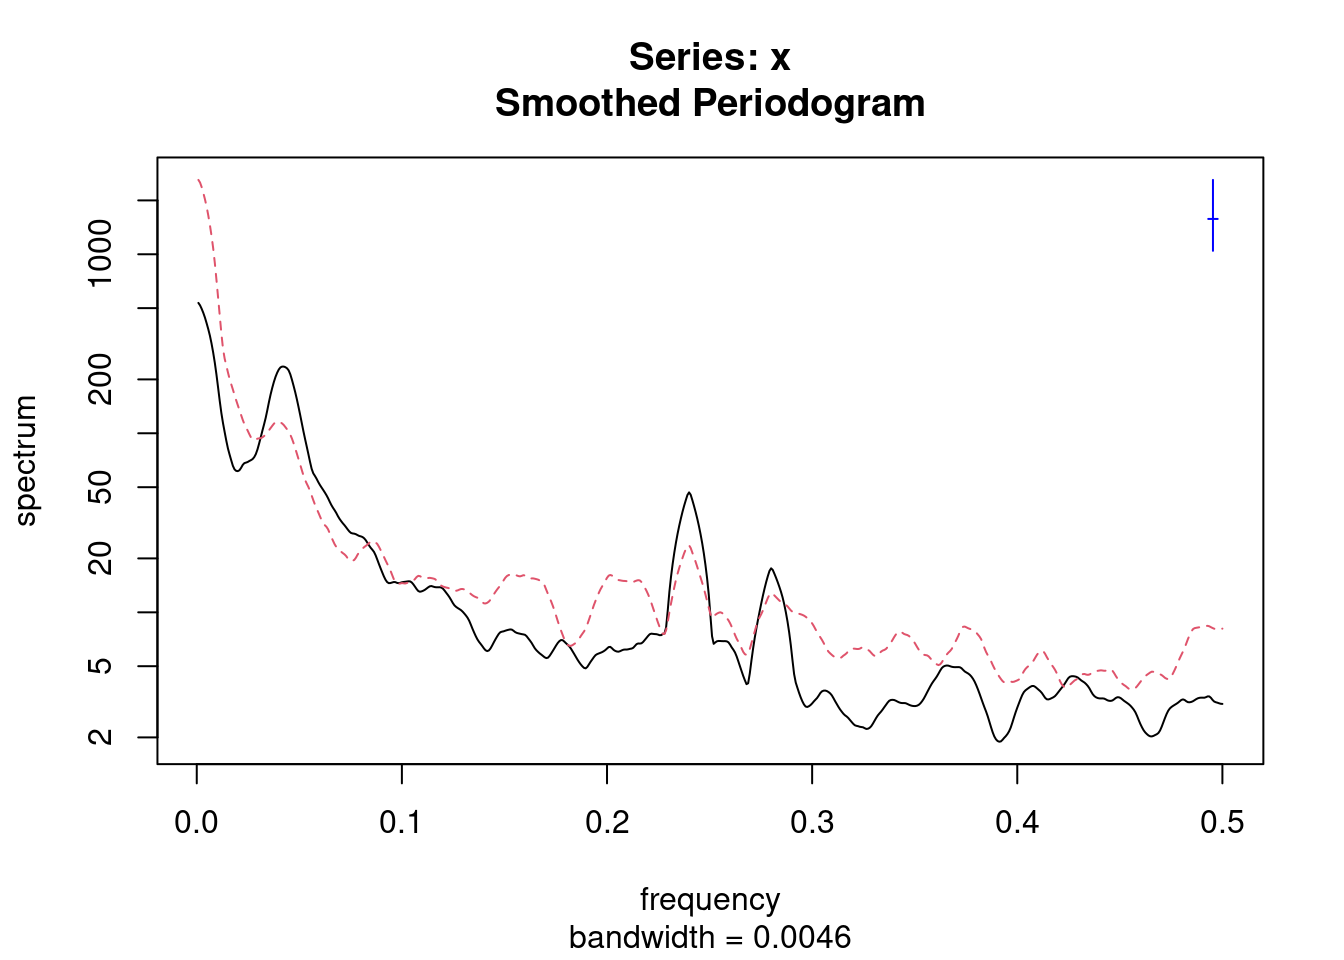 Series: x
Smoothed Periodogram
spectrum
1000
200
50
20
5
2
0.0 0.1 0.2 0.3 0.4 0.5
frequency
bandwidth = 0.0046